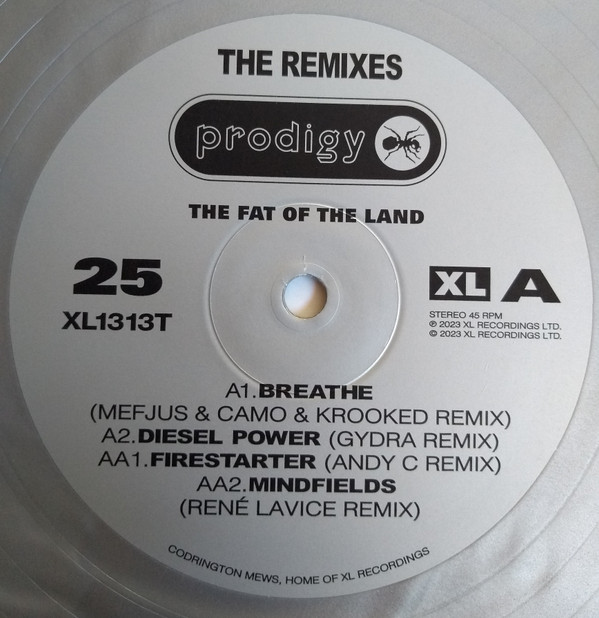 THE REMIXES
prodigy
THE FAT OF THE LAND
25
XL1313T
XL A
STEREO 45 RPM
℗ 2023 XL RECORDINGS LTD.
© 2023 XL RECORDINGS LTD.
A1.BREATHE
(MEFJUS & CAMO & KROOKED REMIX)
A2.DIESEL POWER (GYDRA REMIX)
AA1.FIRESTARTER (ANDY C REMIX)
AA2.MINDFIELDS
(RENÉ LAVICE REMIX)
CODRINGTON MEWS, HOME OF XL RECORDINGS